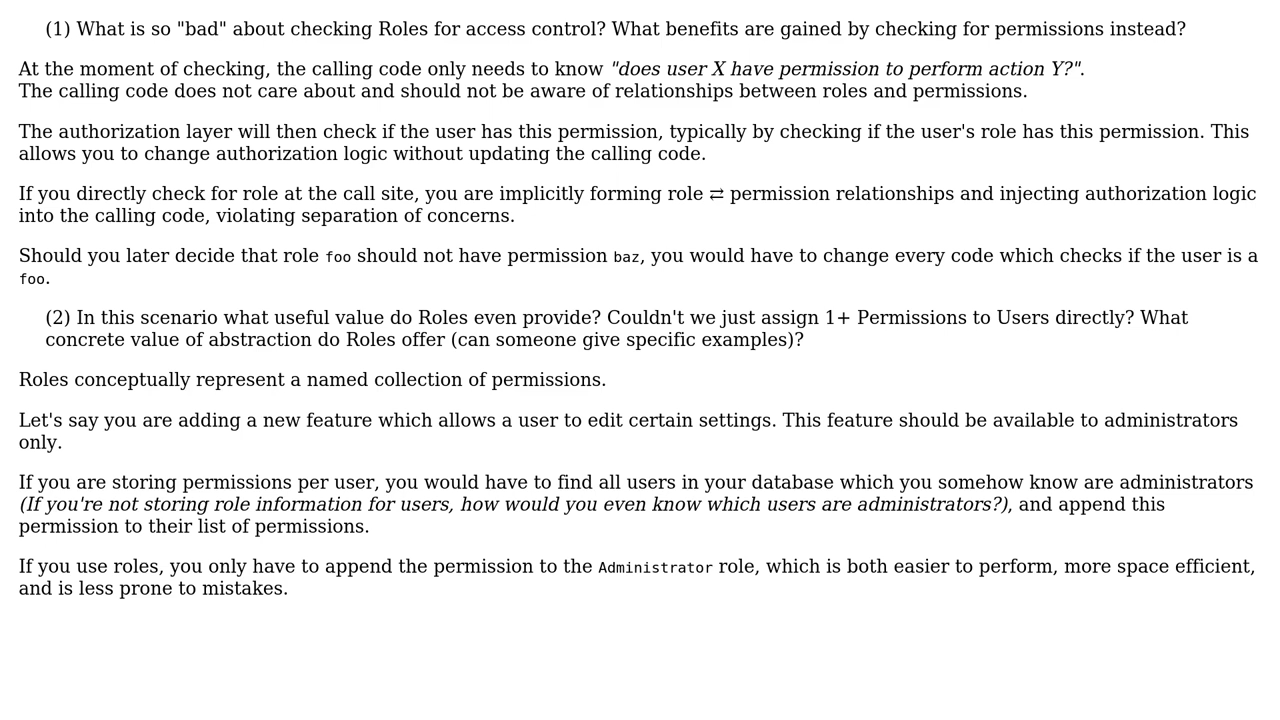 (1) What is so "bad" about checking Roles for access control? What benefits are gained by checking for permissions instead?
At the moment of checking, the calling code only needs to know "does user X have permission to perform action Y?".
The calling code does not care about and should not be aware of relationships between roles and permissions.
The authorization layer will then check if the user has this permission, typically by checking if the user's role has this permission. This
allows you to change authorization logic without updating the calling code.
If you directly check for role at the call site, you are implicitly forming role ⇄ permission relationships and injecting authorization logic
into the calling code, violating separation of concerns.
Should you later decide that role foo should not have permission baz, you would have to change every code which checks if the user is a
foo.
(2) In this scenario what useful value do Roles even provide? Couldn't we just assign 1+ Permissions to Users directly? What
concrete value of abstraction do Roles offer (can someone give specific examples)?
Roles conceptually represent a named collection of permissions.
Let's say you are adding a new feature which allows a user to edit certain settings. This feature should be available to administrators
only.
If you are storing permissions per user, you would have to find all users in your database which you somehow know are administrators
(If you're not storing role information for users, how would you even know which users are administrators?), and append this
permission to their list of permissions.
If you use roles, you only have to append the permission to the Administrator role, which is both easier to perform, more space efficient,
and is less prone to mistakes.